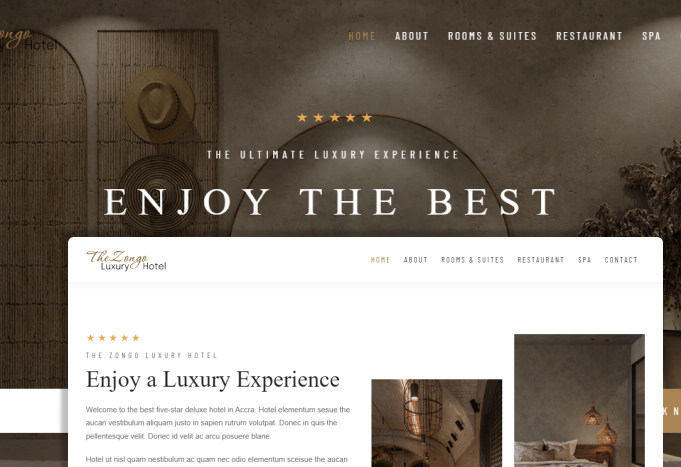 ongo
Hotel
HOME ABOUT ROOMS & SUITES RESTAURANT SPA
★★★★★
THE ULTIMATE LUXURY EXPERIENCE
ENJOY THE BEST
TheZongo
Luxury Hotel
HOME ABOUT ROOMS & SUITES RESTAURANT SPA CONTACT
★★★★★
THE ZONGO LUXURY HOTEL
Enjoy a Luxury Experience
Welcome to the best five-star deluxe hotel in Accra. Hotel elementum sesue the
aucan vestibulum aliquam justo in sapien rutrum volutpat. Donec in quis the
pellentesque velit. Donec id velit ac arcu posuere blane.
Hotel ut nisl quam nestibulum ac quam nec odio elementum sceisue the aucan
K N